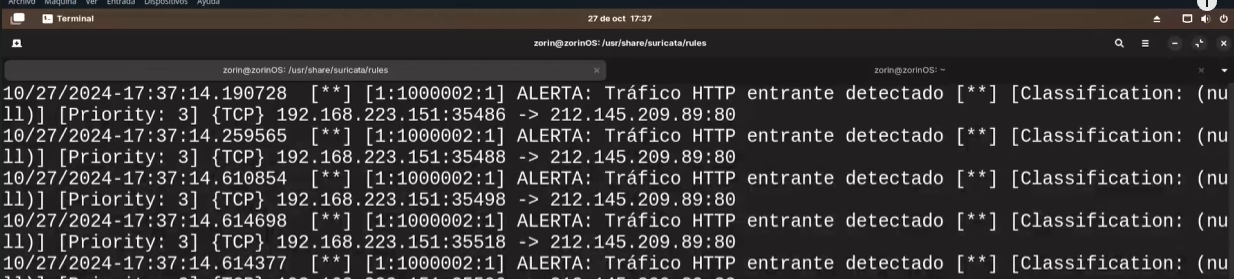 Archivo Máquina Ver Entrada Dispositivos Ayuda
Terminal 27 de oct 17:37
zorin@zorinOS: /usr/share/suricata/rules
zorin@zorinOS: /usr/share/suricata/rules × zorin@zorinOS: ~ ×
10/27/2024-17:37:14.190728 [**] [1:1000002:1] ALERTA: Tráfico HTTP entrante detectado [**] [Classification: (nu
ll)] [Priority: 3] {TCP} 192.168.223.151:35486 -> 212.145.209.89:80
10/27/2024-17:37:14.259565 [**] [1:1000002:1] ALERTA: Tráfico HTTP entrante detectado [**] [Classification: (nu
ll)] [Priority: 3] {TCP} 192.168.223.151:35488 -> 212.145.209.89:80
10/27/2024-17:37:14.610854 [**] [1:1000002:1] ALERTA: Tráfico HTTP entrante detectado [**] [Classification: (nu
ll)] [Priority: 3] {TCP} 192.168.223.151:35498 -> 212.145.209.89:80
10/27/2024-17:37:14.614698 [**] [1:1000002:1] ALERTA: Tráfico HTTP entrante detectado [**] [Classification: (nu
ll)] [Priority: 3] {TCP} 192.168.223.151:35518 -> 212.145.209.89:80
10/27/2024-17:37:14.614377 [**] [1:1000002:1] ALERTA: Tráfico HTTP entrante detectado [**] [Classification: (nu